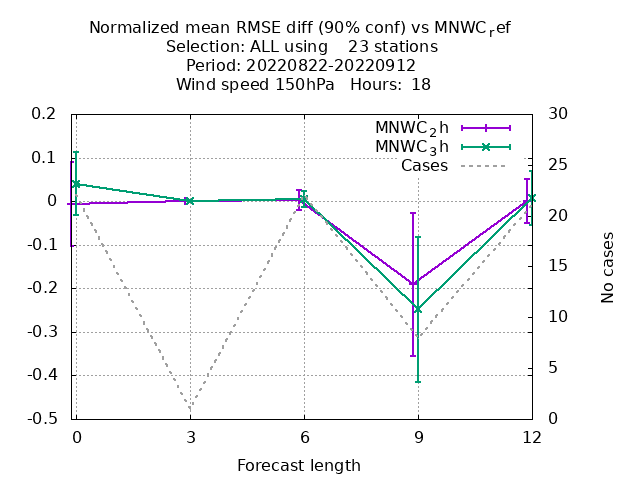 Normalized mean RMSE diff (90% conf) vs MNWC_ref
Selection: ALL using    23 stations
Period: 20220822-20220912
Wind speed 150hPa   Hours:  18
MNWC_2h
MNWC_3h
Cases
0.2
0.1
0
-0.1
-0.2
-0.3
-0.4
-0.5
30
25
20
15
10
5
0
No cases
0 3 6 9 12
Forecast length